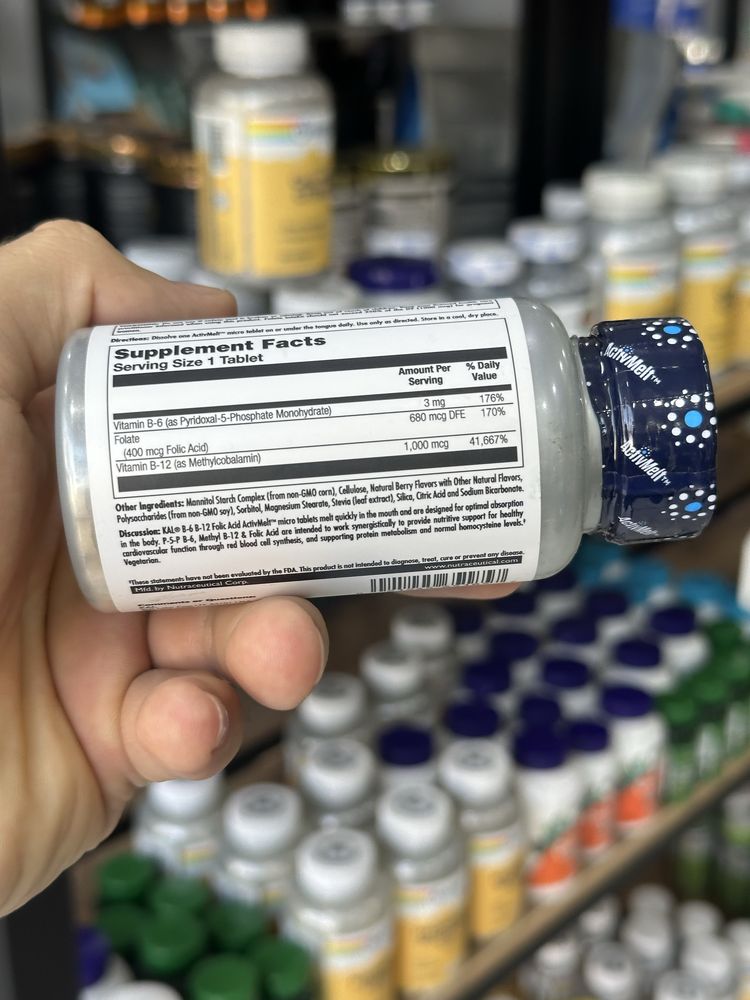 Directions: Dissolve one ActivMelt™ micro tablet on or under the tongue daily. Use only as directed. Store in a cool, dry place.
Supplement Facts
Serving Size 1 Tablet
Amount Per Serving % Daily Value
Vitamin B-6 (as Pyridoxal-5-Phosphate Monohydrate) 3 mg 176%
Folate 680 mcg DFE 170%
(400 mcg Folic Acid)
Vitamin B-12 (as Methylcobalamin) 1,000 mcg 41,667%
Other Ingredients: Mannitol Starch Complex (from non-GMO corn), Cellulose, Natural Berry Flavors with Other Natural Flavors,
Polysaccharides (from non-GMO soy), Sorbitol, Magnesium Stearate, Stevia (leaf extract), Silica, Citric Acid and Sodium Bicarbonate.
Discussion: KAL® B-6 B-12 Folic Acid ActivMelt™ micro tablets melt quickly in the mouth and are designed for optimal absorption
in the body. P-5-P B-6, Methyl B-12 & Folic Acid are intended to work synergistically to provide nutritive support for healthy
cardiovascular function through red blood cell synthesis, and supporting protein metabolism and normal homocysteine levels.‡
Vegetarian.
‡These statements have not been evaluated by the FDA. This product is not intended to diagnose, treat, cure or prevent any disease.
Mfd. by Nutraceutical Corp. www.nutraceutical.com
ActivMelt™
ActivMelt™
ActivMelt™